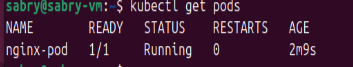 sabry@sabry-vm:~$ kubectl get pods
NAME READY STATUS RESTARTS AGE
nginx-pod 1/1 Running 0 2m9s